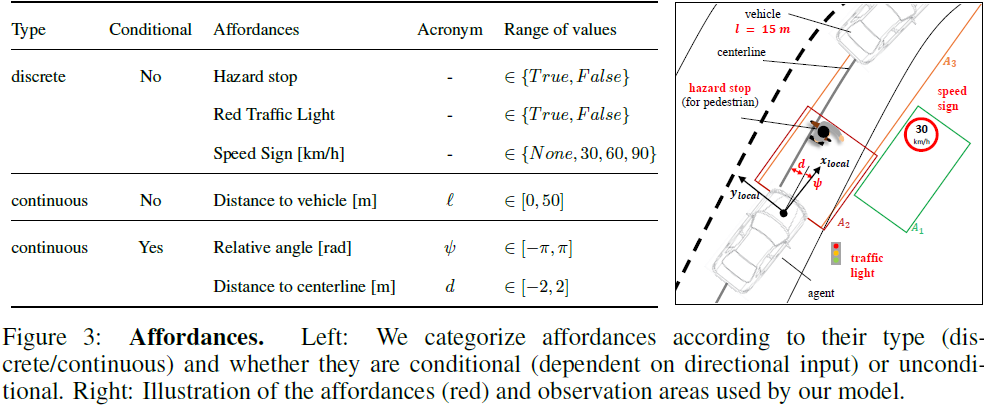 Type Conditional Affordances Acronym Range of values
discrete No Hazard stop - ∈ {True, False}
Red Traffic Light - ∈ {True, False}
Speed Sign [km/h] - ∈ {None, 30, 60, 90}
continuous No Distance to vehicle [m] ℓ ∈ [0, 50]
continuous Yes Relative angle [rad] ψ ∈ [−π, π]
Distance to centerline [m] d ∈ [−2, 2]
vehicle
l = 15 m
centerline
A3
speed
sign
hazard stop
(for pedestrian)
30
km/h
d
xlocal
ψ
ylocal
A2
A1
traffic
light
agent
Figure 3: Affordances. Left: We categorize affordances according to their type (dis-
crete/continuous) and whether they are conditional (dependent on directional input) or uncondi-
tional. Right: Illustration of the affordances (red) and observation areas used by our model.